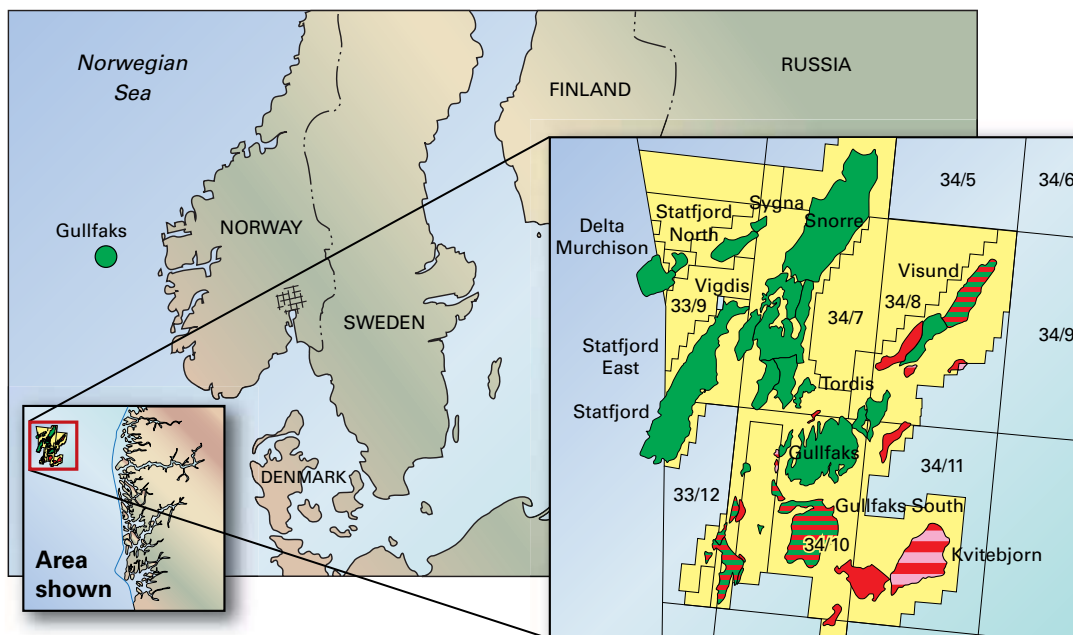 Norwegian
Sea
RUSSIA
FINLAND
NORWAY
Gullfaks
SWEDEN
DENMARK
Area
shown
34/5
34/6
Sygna
Snorre
Statfjord
North
Delta
Murchison
Visund
Vigdis
33/9
34/8
34/7
34/9
Statfjord
East
Tordis
Statfjord
Gullfaks
34/11
33/12
Gullfaks South
34/10
Kvitebjorn